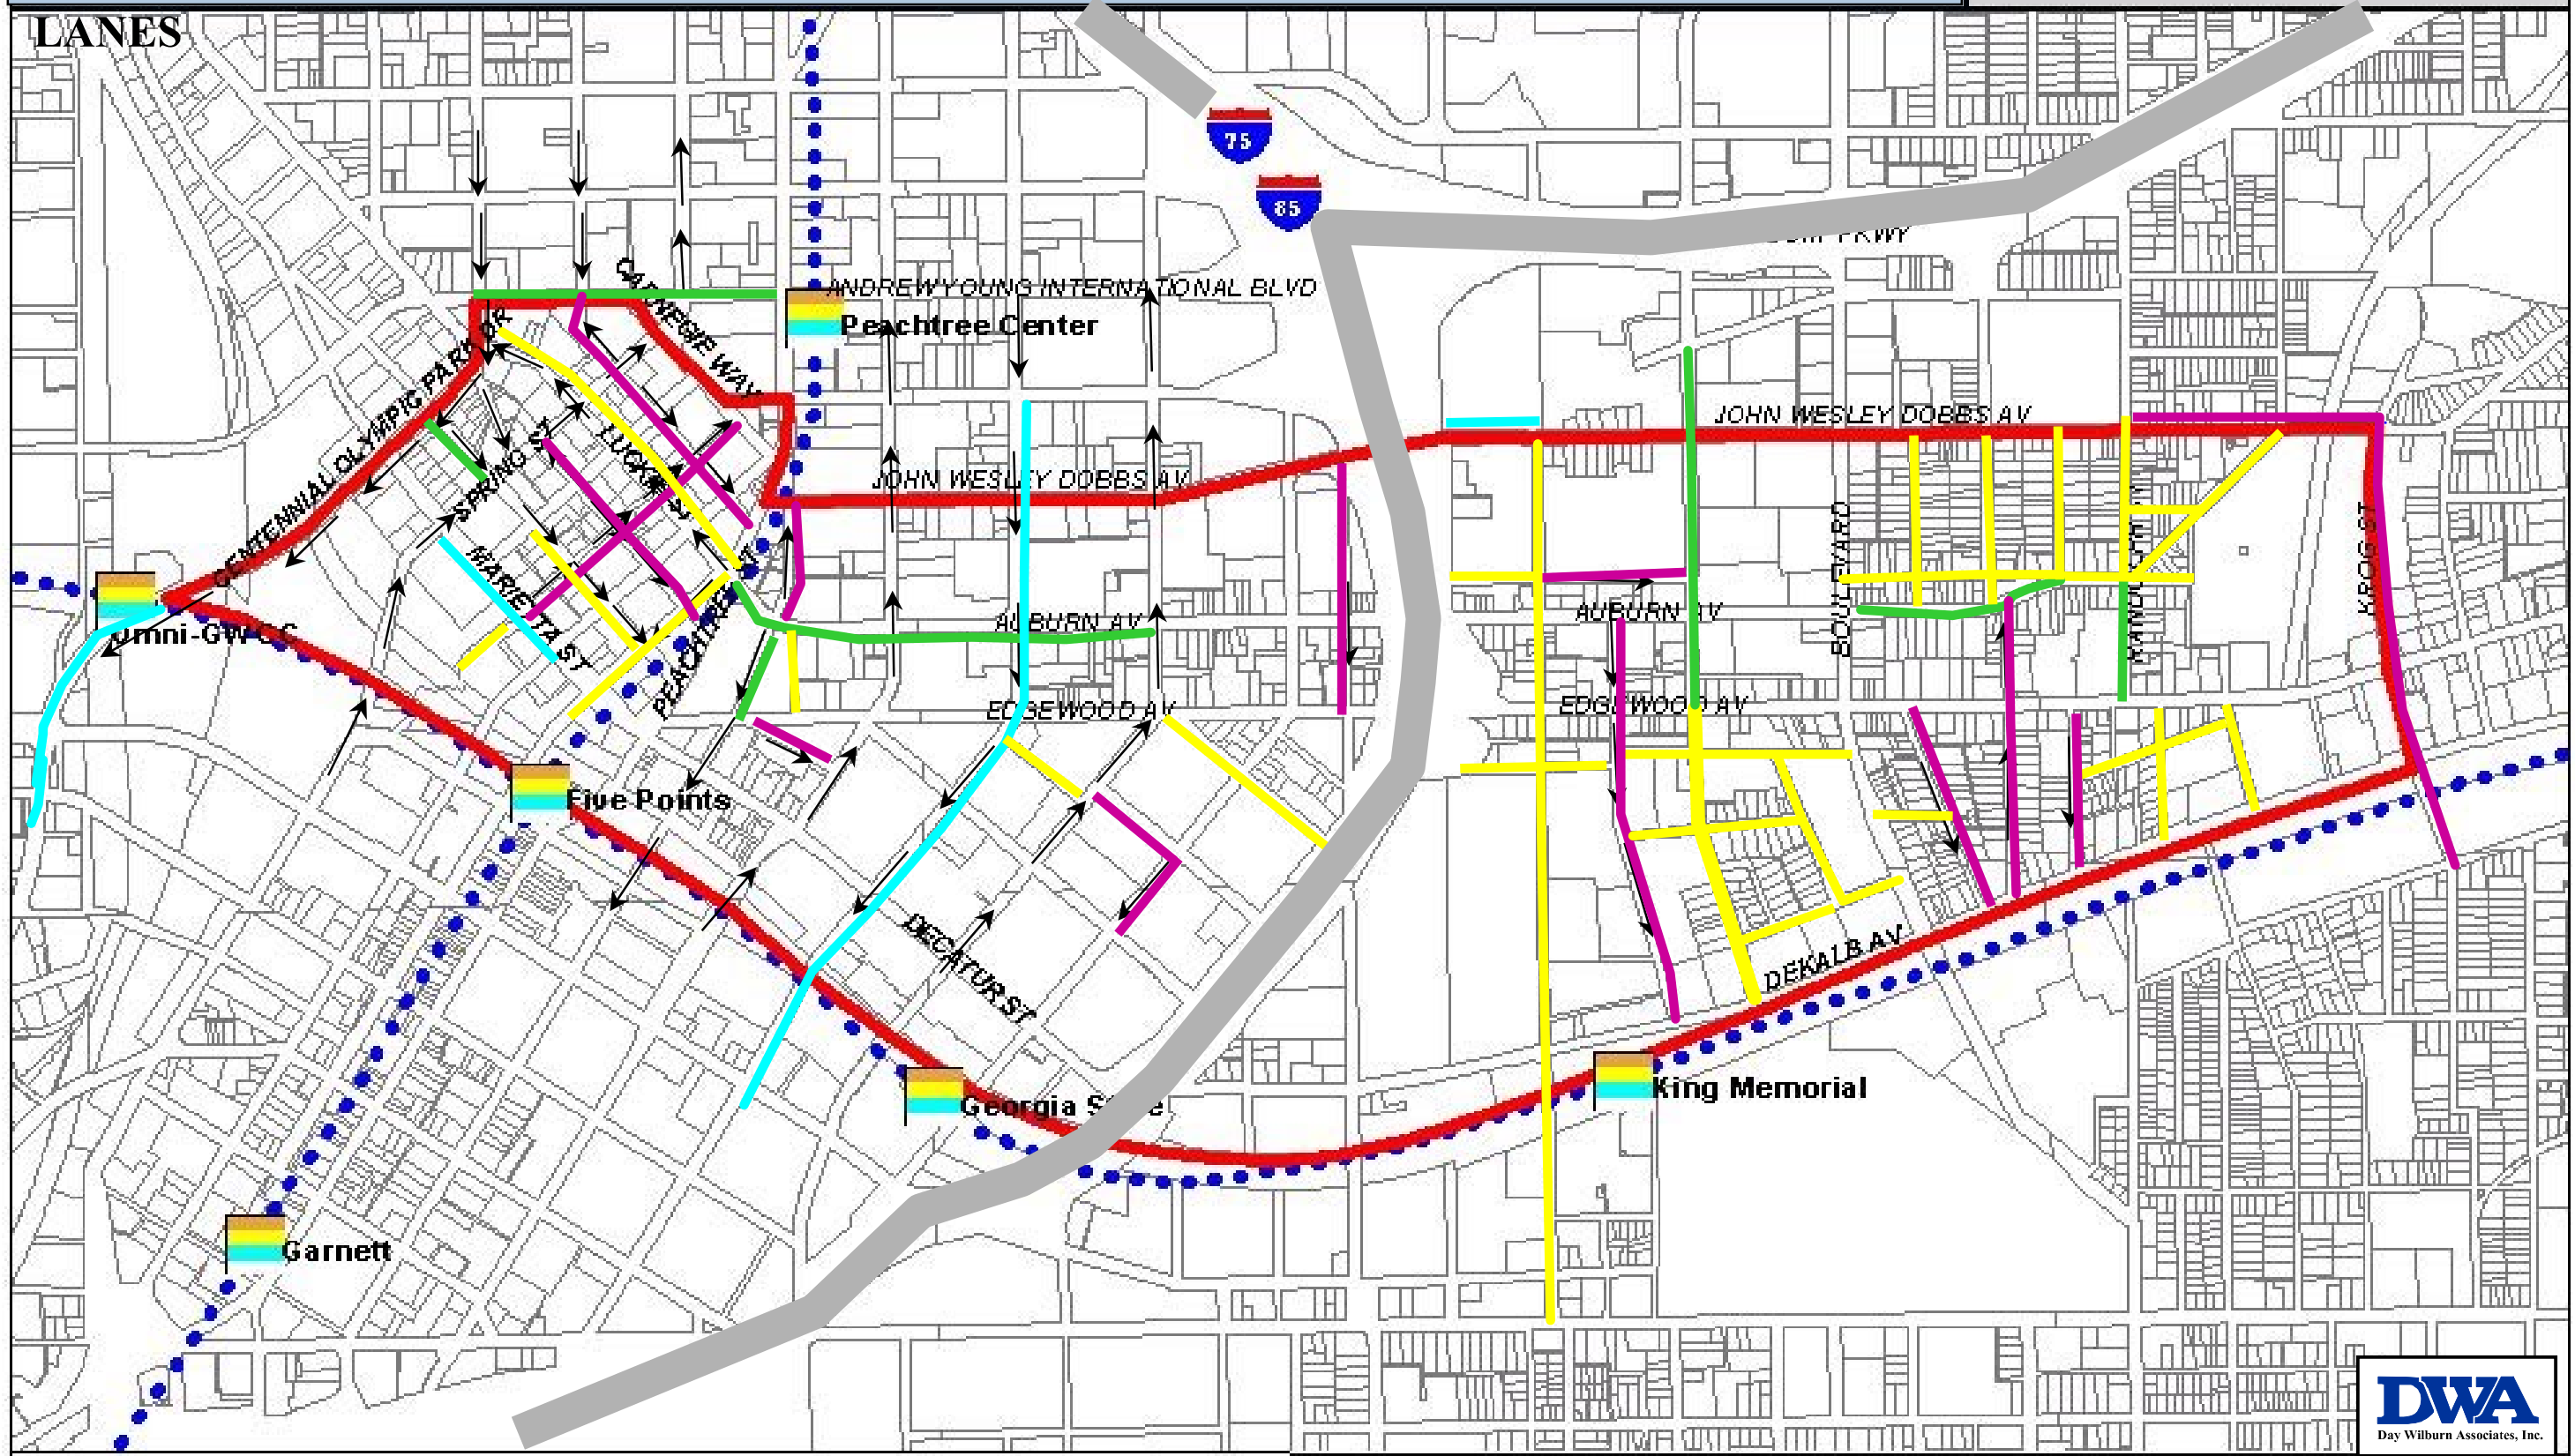 LANES
75
85
PKWY
ANDREW YOUNG INTERNATIONAL BLVD
CARNEGIE WAY
Peachtree Center
CENTENNIAL OLYMPIC PARK DR
SPRING ST
LUCKIE ST
JOHN WESLEY DOBBS AV
JOHN WESLEY DOBBS AV
MARIETTA ST
PEACHTREE ST
AUBURN AV
AUBURN AV
BOULEVARD
KROG ST
Omni-GWCC
EDGEWOOD AV
EDGEWOOD AV
Five Points
DECATUR ST
DEKALB AV
Georgia State
King Memorial
Garnett
DWA
Day Wilburn Associates, Inc.